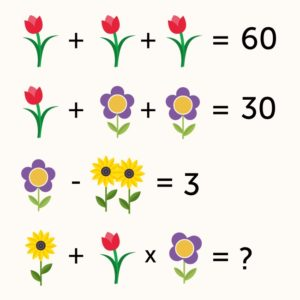 + + = 60
+ + = 30
- = 3
+ x = ?